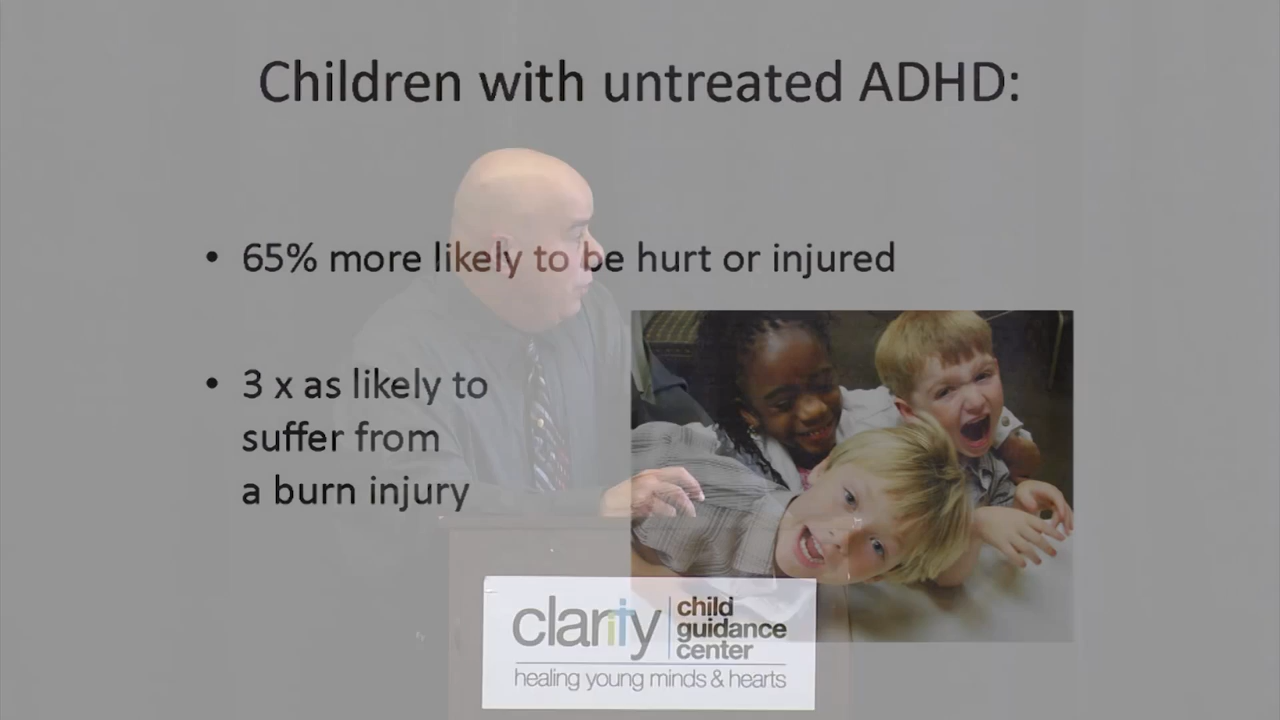 Children with untreated ADHD:
• 65% more likely to be hurt or injured
• 3 x as likely to
suffer from
a burn injury
clarity
child
guidance
center
healing young minds & hearts